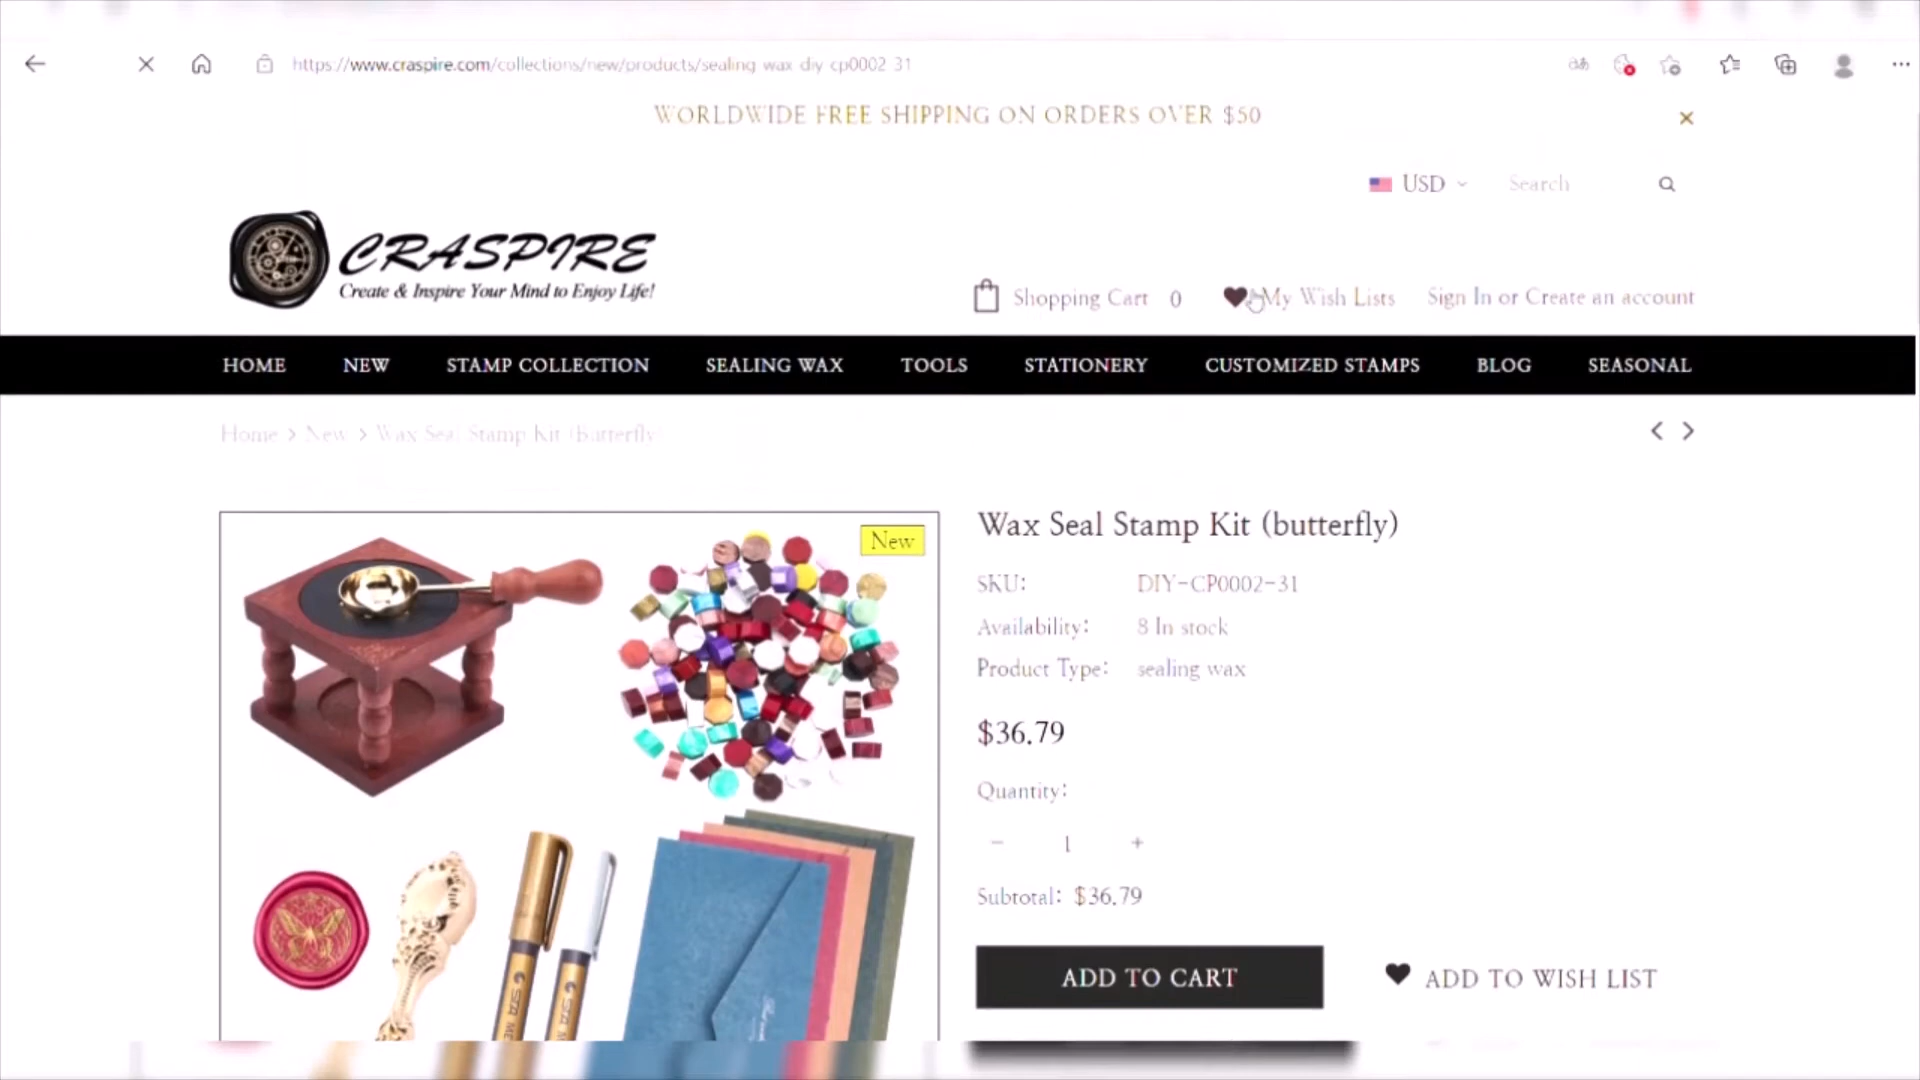 https://www.craspire.com/collections/new/products/sealing wax diy cp0002 31
WORLDWIDE FREE SHIPPING ON ORDERS OVER $50
USD
Search
CRASPIRE
Create & Inspire Your Mind to Enjoy Life!
Shopping Cart 0
My Wish Lists
Sign In or Create an account
HOME NEW STAMP COLLECTION SEALING WAX TOOLS STATIONERY CUSTOMIZED STAMPS BLOG SEASONAL
Home > New > Wax Seal Stamp Kit (Butterfly)
New
Wax Seal Stamp Kit (butterfly)
SKU: DIY-CP0002-31
Availability: 8 In stock
Product Type: sealing wax
$36.79
Quantity:
− 1 +
Subtotal: $36.79
ADD TO CART
ADD TO WISH LIST